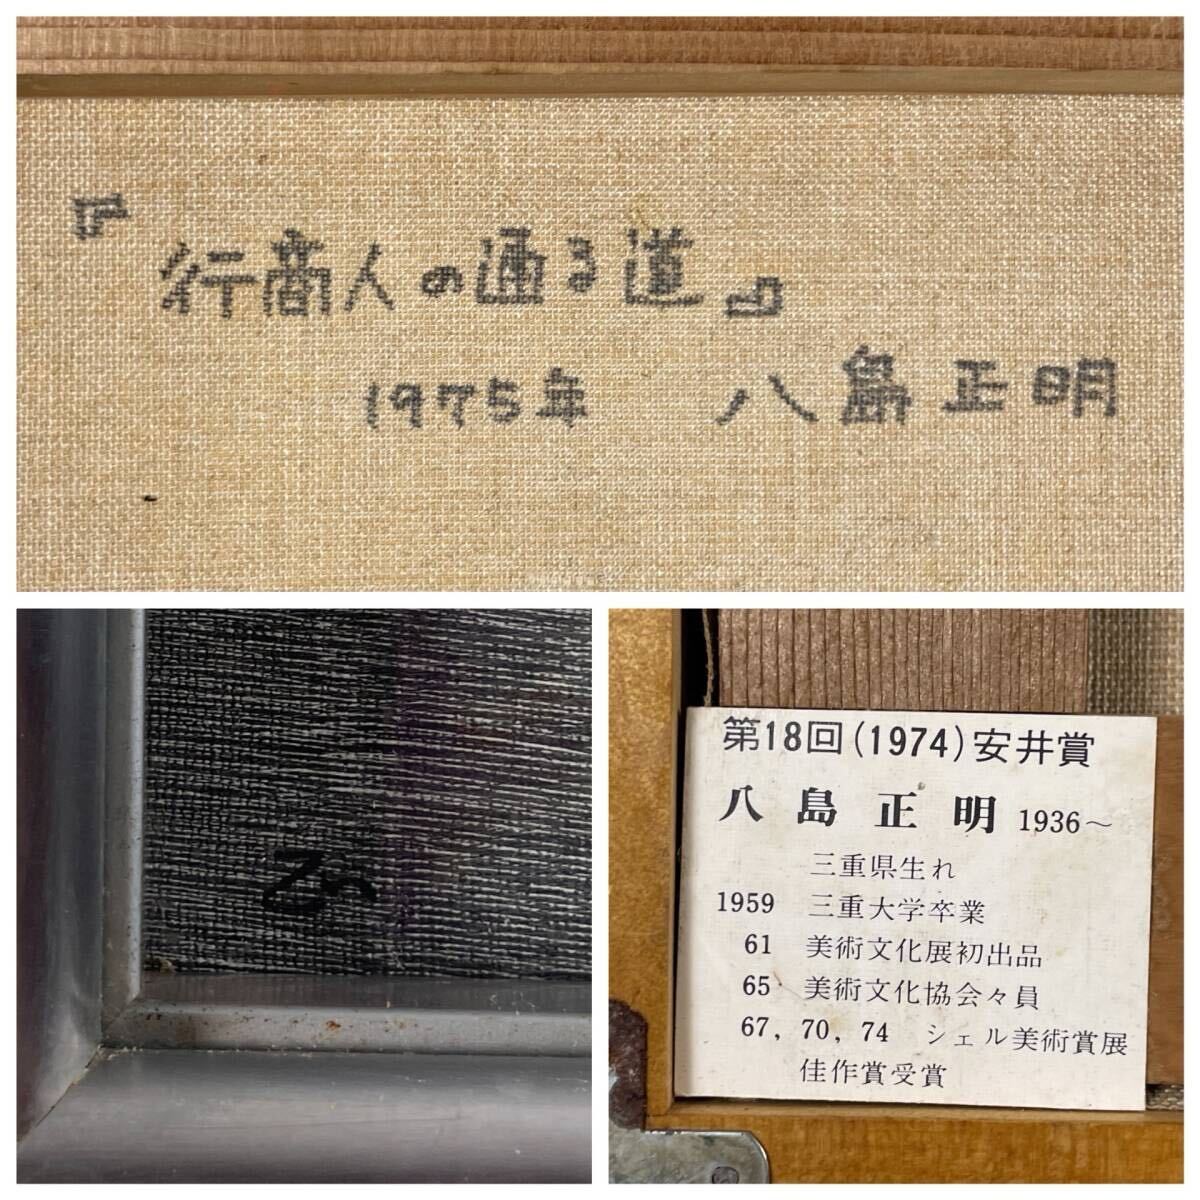 『行商人の通る道』
1975年 八島正明
第18回(1974)安井賞
八島正明 1936～
三重県生れ
1959 三重大学卒業
61 美術文化展初出品
65 美術文化協会々員
67, 70, 74 シェル美術賞展
佳作賞受賞